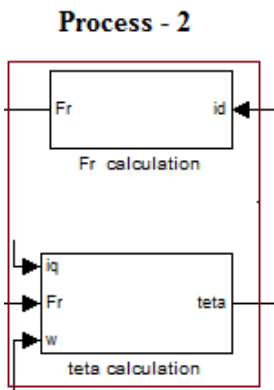 Process - 2
Fr id
Fr calculation
iq
Fr teta
w
teta calculation